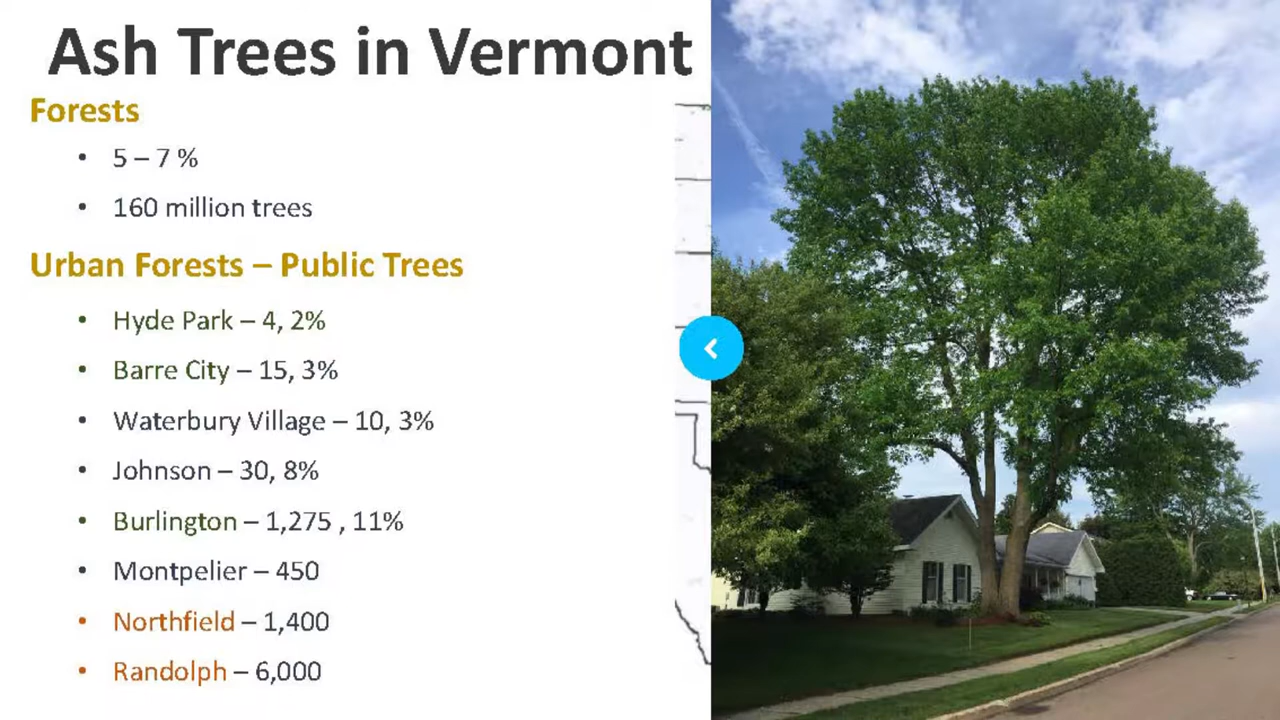 Ash Trees in Vermont
Forests
• 5 – 7 %
• 160 million trees
Urban Forests – Public Trees
• Hyde Park – 4, 2%
• Barre City – 15, 3%
• Waterbury Village – 10, 3%
• Johnson – 30, 8%
• Burlington – 1,275 , 11%
• Montpelier – 450
• Northfield – 1,400
• Randolph – 6,000